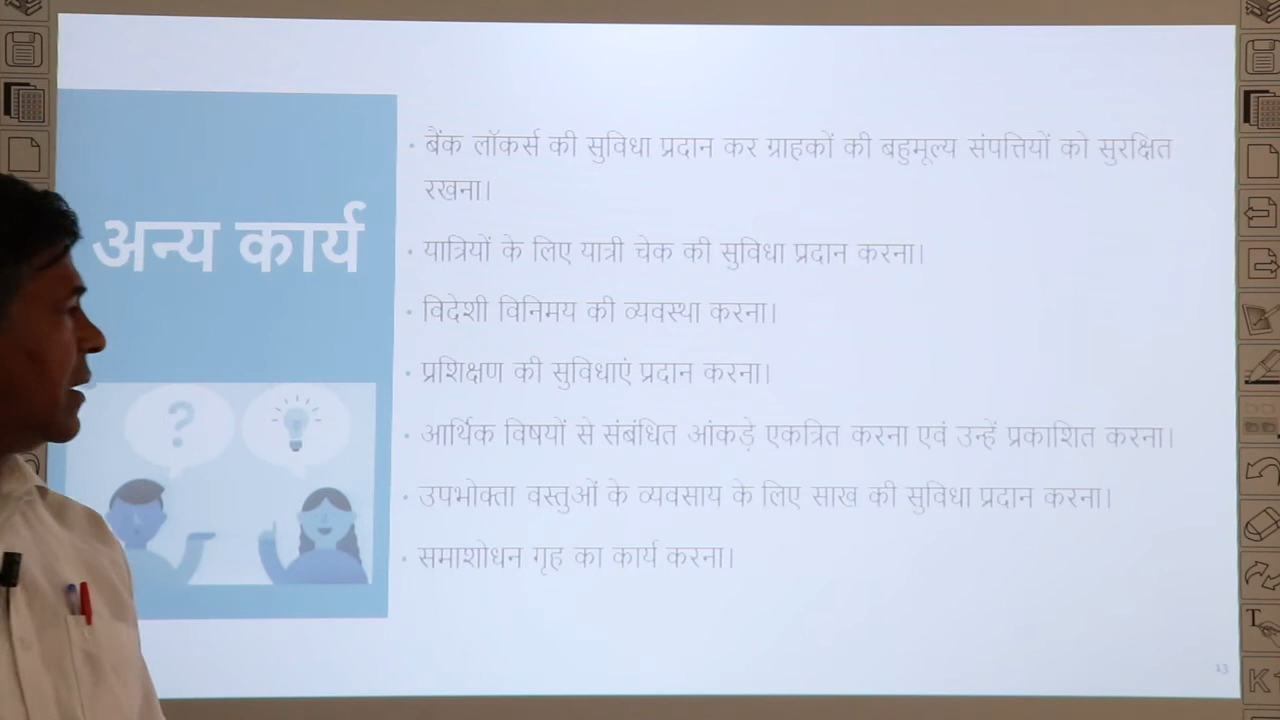 अन्य कार्य
• बैंक लॉकर्स की सुविधा प्रदान कर ग्राहकों की बहुमूल्य संपत्तियों को सुरक्षित
रखना।
• यात्रियों के लिए यात्री चेक की सुविधा प्रदान करना।
• विदेशी विनिमय की व्यवस्था करना।
• प्रशिक्षण की सुविधाएं प्रदान करना।
• आर्थिक विषयों से संबंधित आंकड़े एकत्रित करना एवं उन्हें प्रकाशित करना।
• उपभोक्ता वस्तुओं के व्यवसाय के लिए साख की सुविधा प्रदान करना।
• समाशोधन गृह का कार्य करना।
13